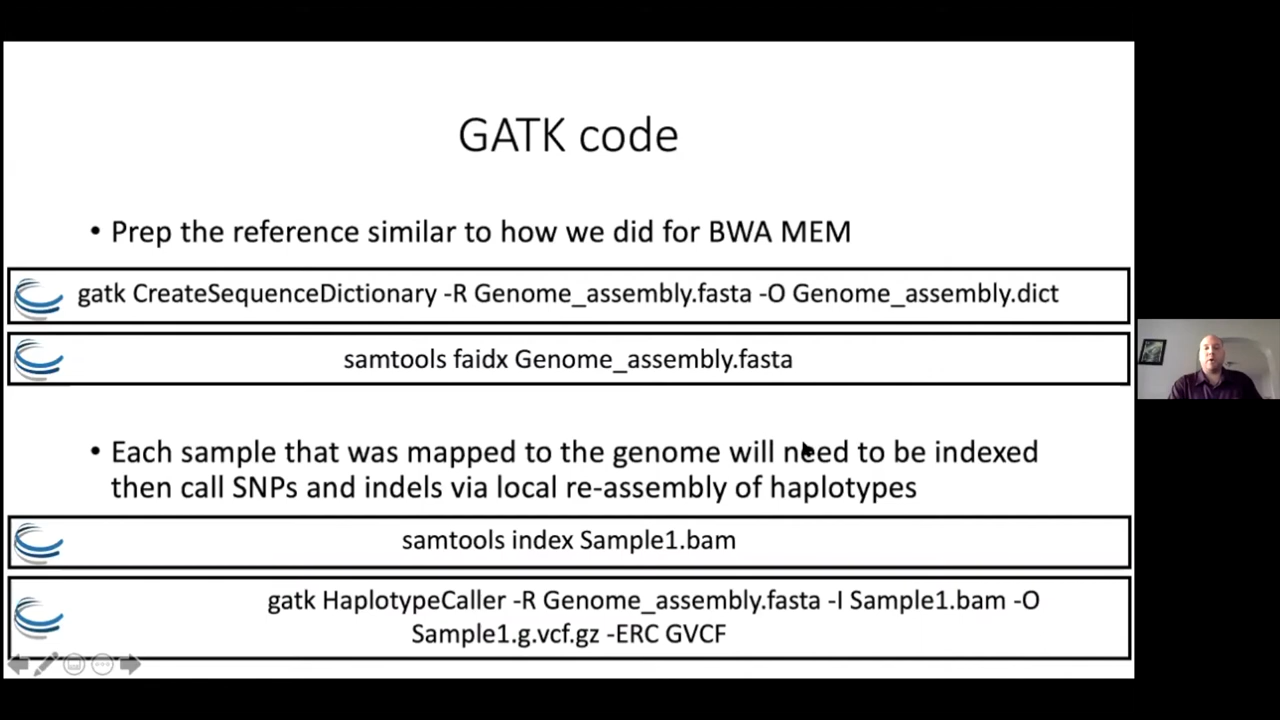 GATK code
• Prep the reference similar to how we did for BWA MEM
gatk CreateSequenceDictionary -R Genome_assembly.fasta -O Genome_assembly.dict
samtools faidx Genome_assembly.fasta
• Each sample that was mapped to the genome will need to be indexed
then call SNPs and indels via local re-assembly of haplotypes
samtools index Sample1.bam
gatk HaplotypeCaller -R Genome_assembly.fasta -I Sample1.bam -O
Sample1.g.vcf.gz -ERC GVCF